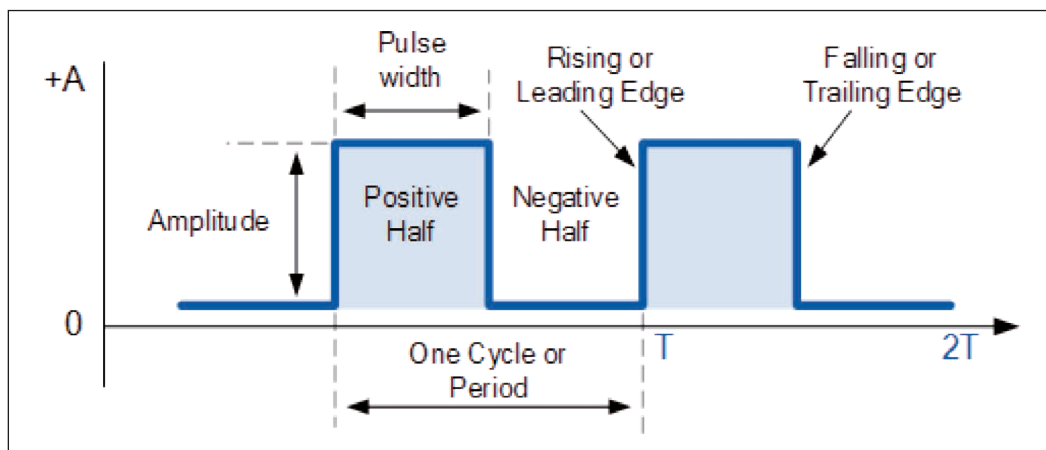 +A
Pulse
width
Rising or
Leading Edge
Falling or
Trailing Edge
Amplitude
Positive
Half
Negative
Half
0
T
2T
One Cycle or
Period